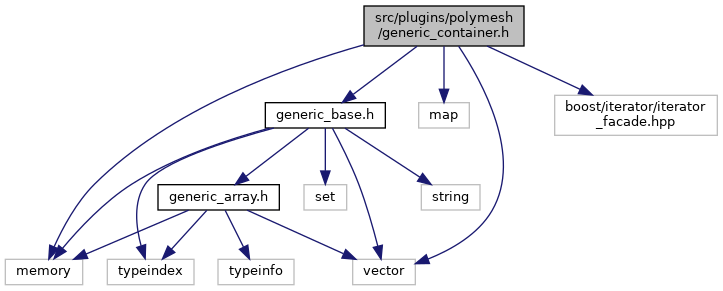 src/plugins/polymesh
/generic_container.h
generic_base.h
map
boost/iterator/iterator
_facade.hpp
generic_array.h
set
string
memory
typeindex
typeinfo
vector